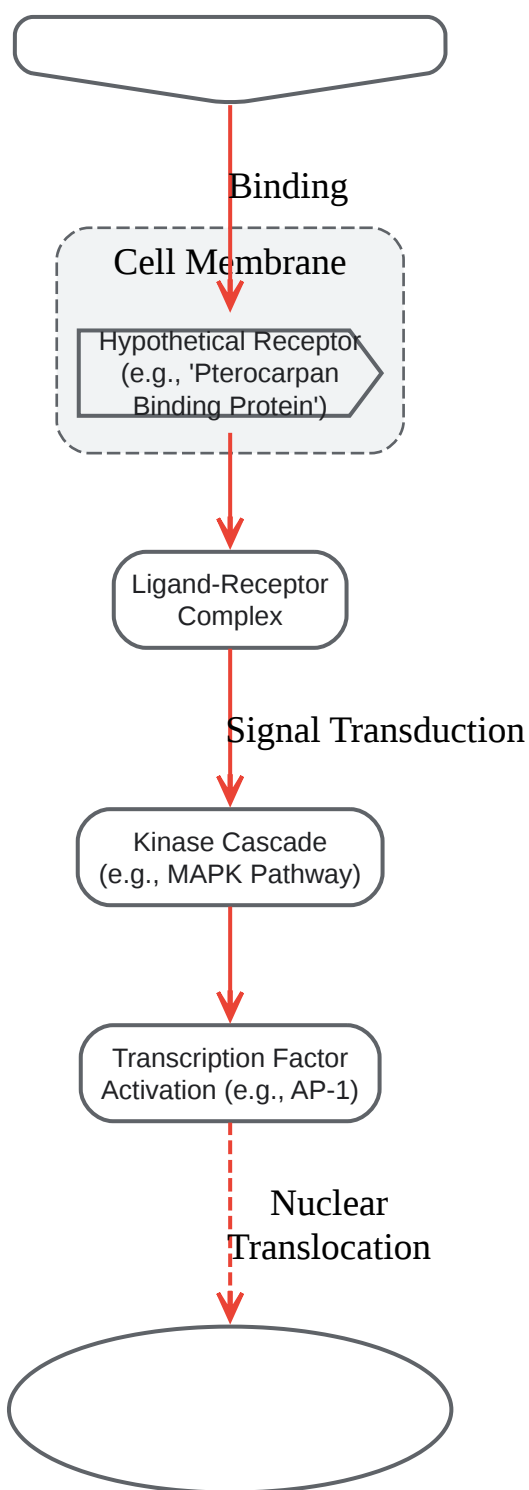 Binding
Cell Membrane
Hypothetical Receptor
(e.g., 'Pterocarpan
Binding Protein')
Ligand-Receptor
Complex
Signal Transduction
Kinase Cascade
(e.g., MAPK Pathway)
Transcription Factor
Activation (e.g., AP-1)
Nuclear
Translocation